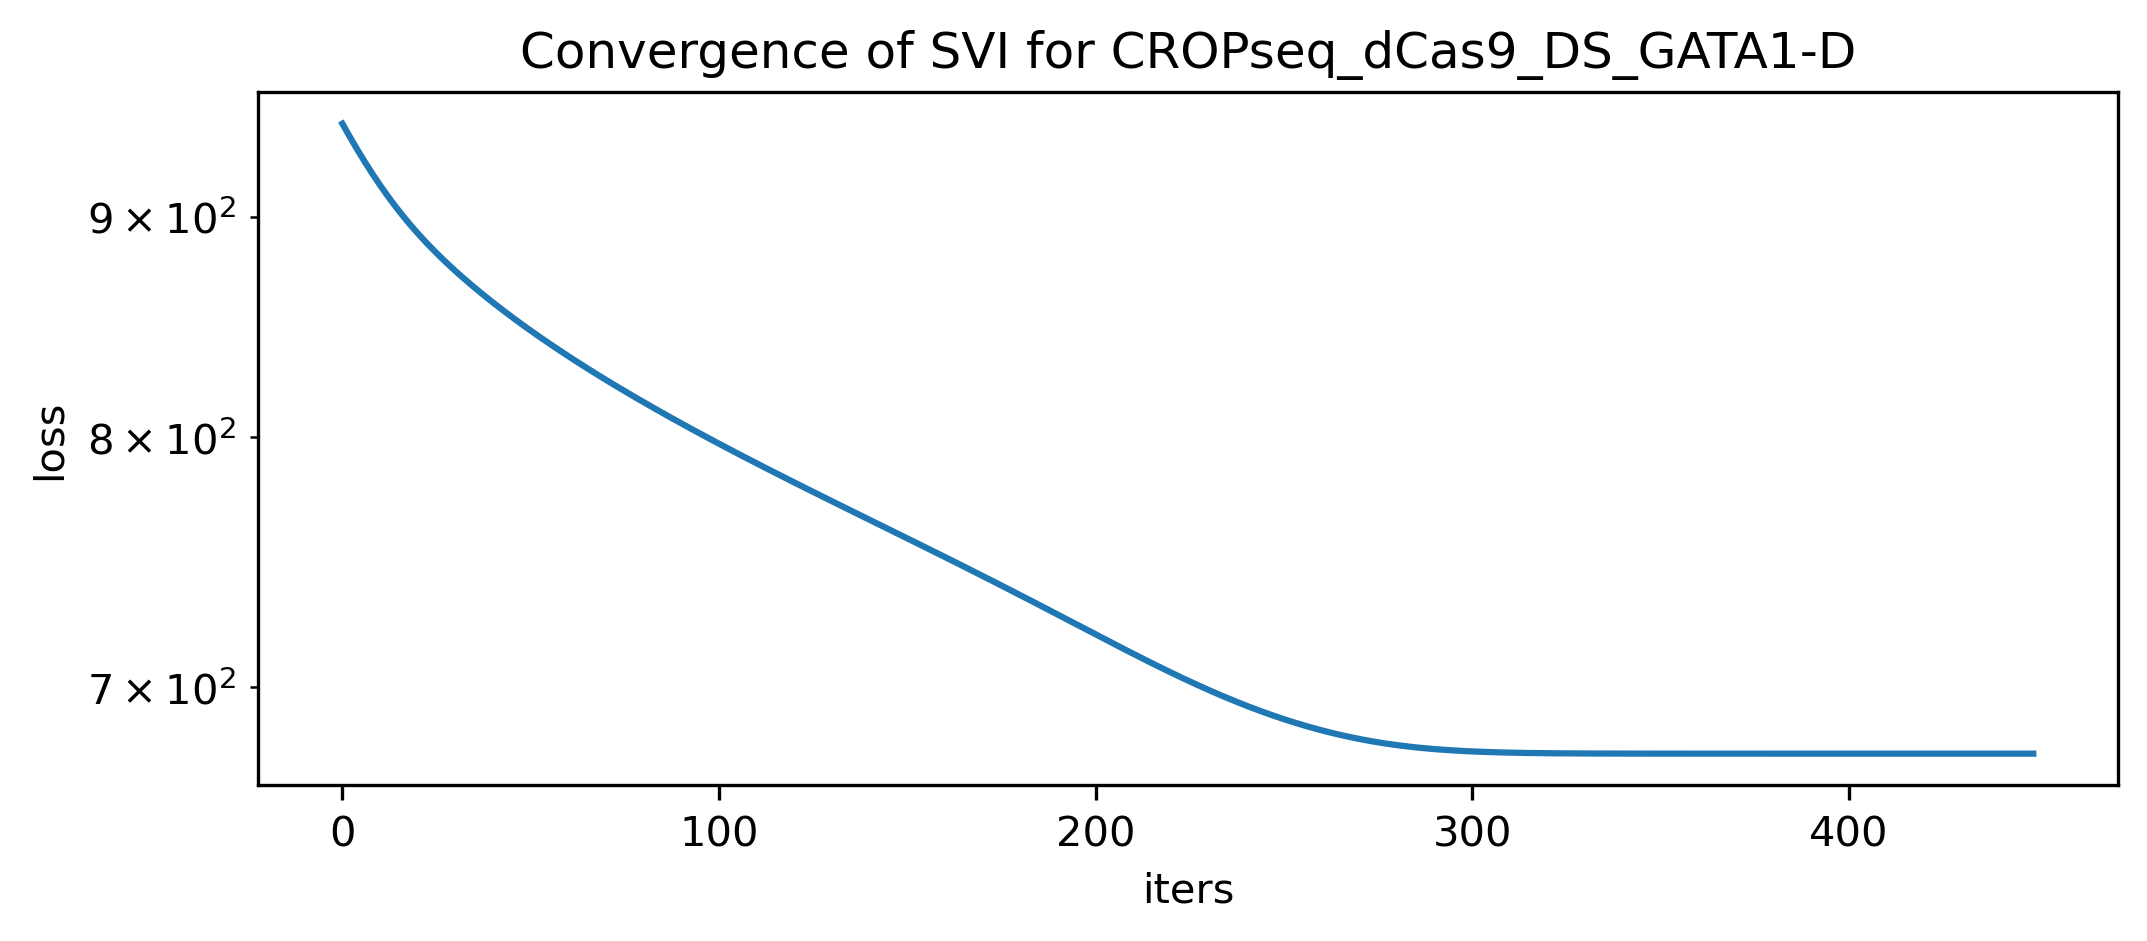 Convergence of SVI for CROPseq_dCas9_DS_GATA1-D
9 × 10²
8 × 10²
7 × 10²
loss
0 100 200 300 400
iters